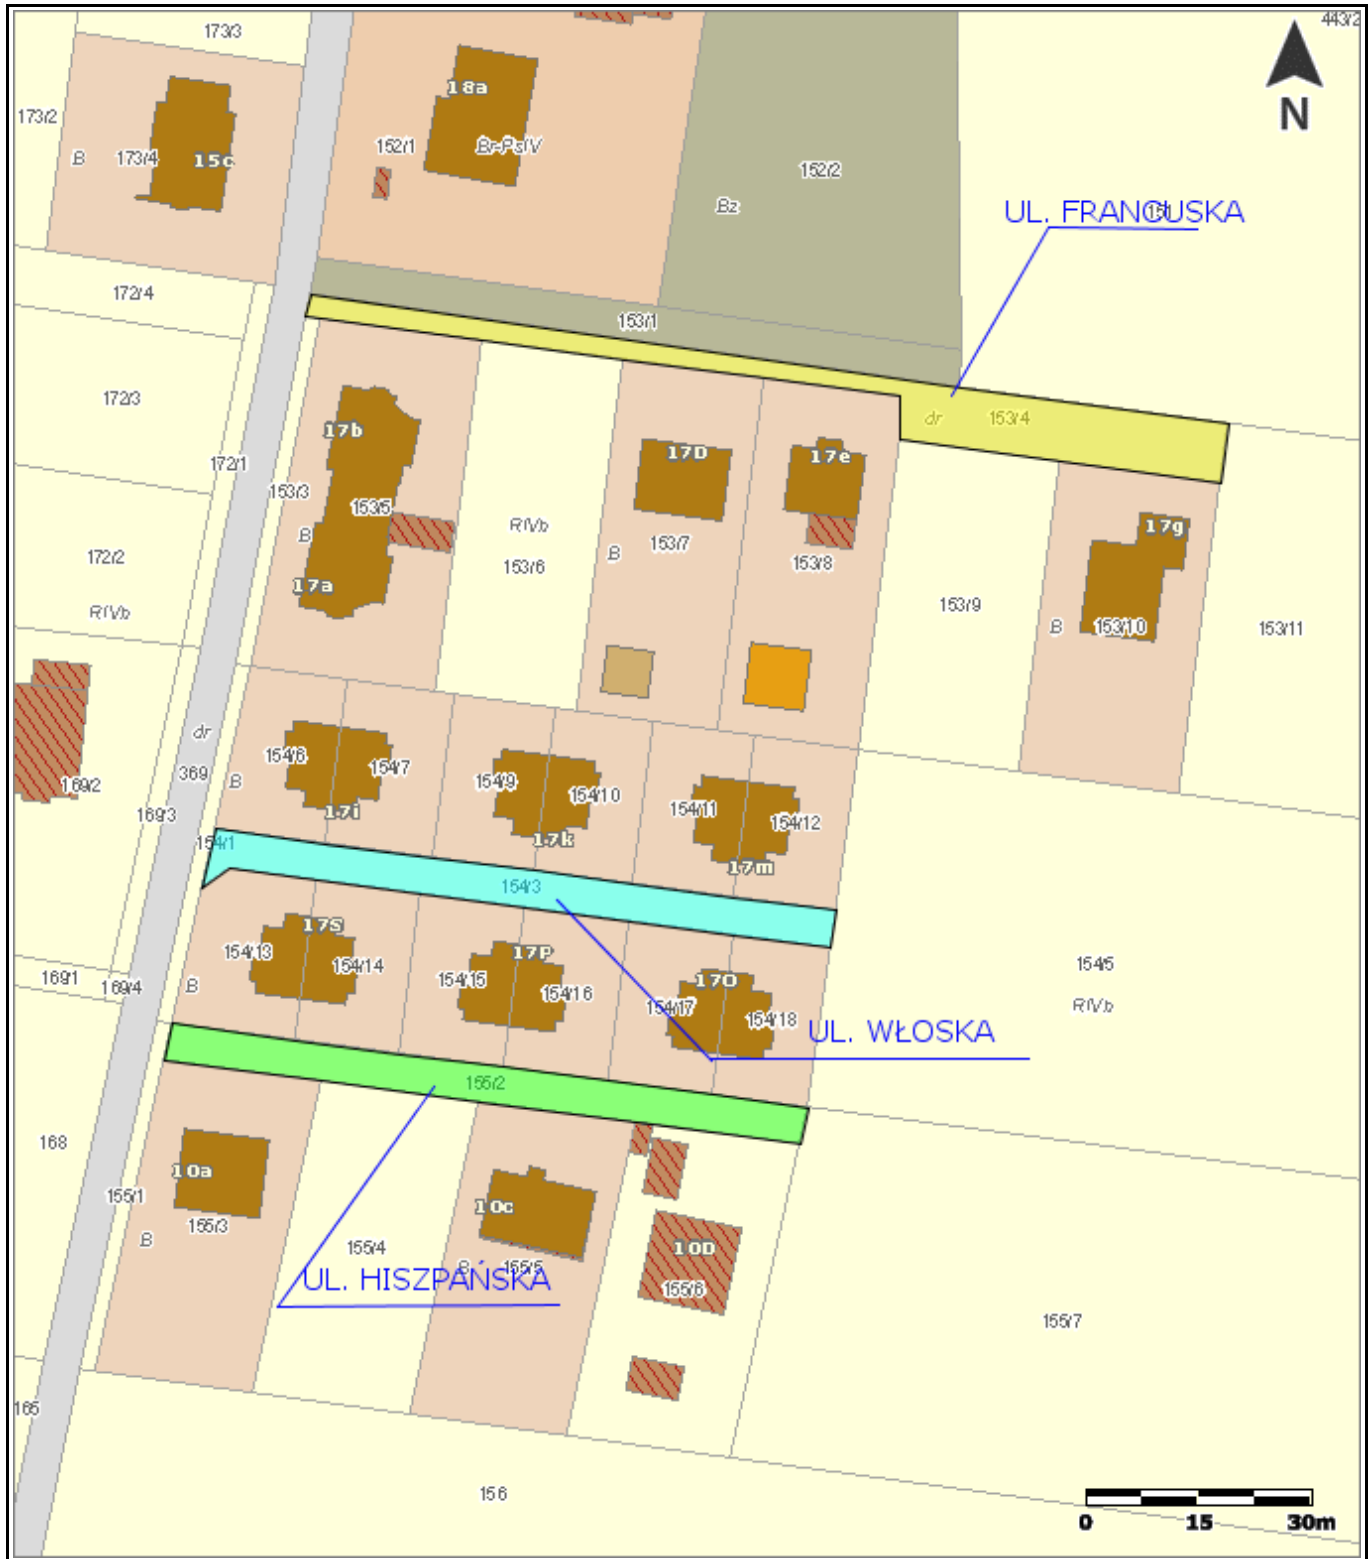 173/3
443/2
18a
N
173/2
B
173/4
15c
152/1
Br-PsIV
152/2
Bz
UL. FRANCUSKA
151
172/4
153/1
172/3
dr
153/4
17b
17D
17e
172/1
153/3
153/5
B
RIVb
153/6
B
153/7
153/8
17g
172/2
RIVb
17a
153/9
B
153/10
153/11
dr
369
169/2
169/3
B
154/6
154/7
17i
154/9
154/10
17k
154/11
154/12
17m
154/1
154/3
154/13
17S
154/14
154/15
17P
154/16
154/17
17O
154/18
154/5
RIVb
169/1
169/4
B
UL. WŁOSKA
155/2
168
10a
155/1
155/3
B
155/4
10c
B
155/5
10D
155/6
UL. HISZPAŃSKA
155/7
165
156
0 15 30m